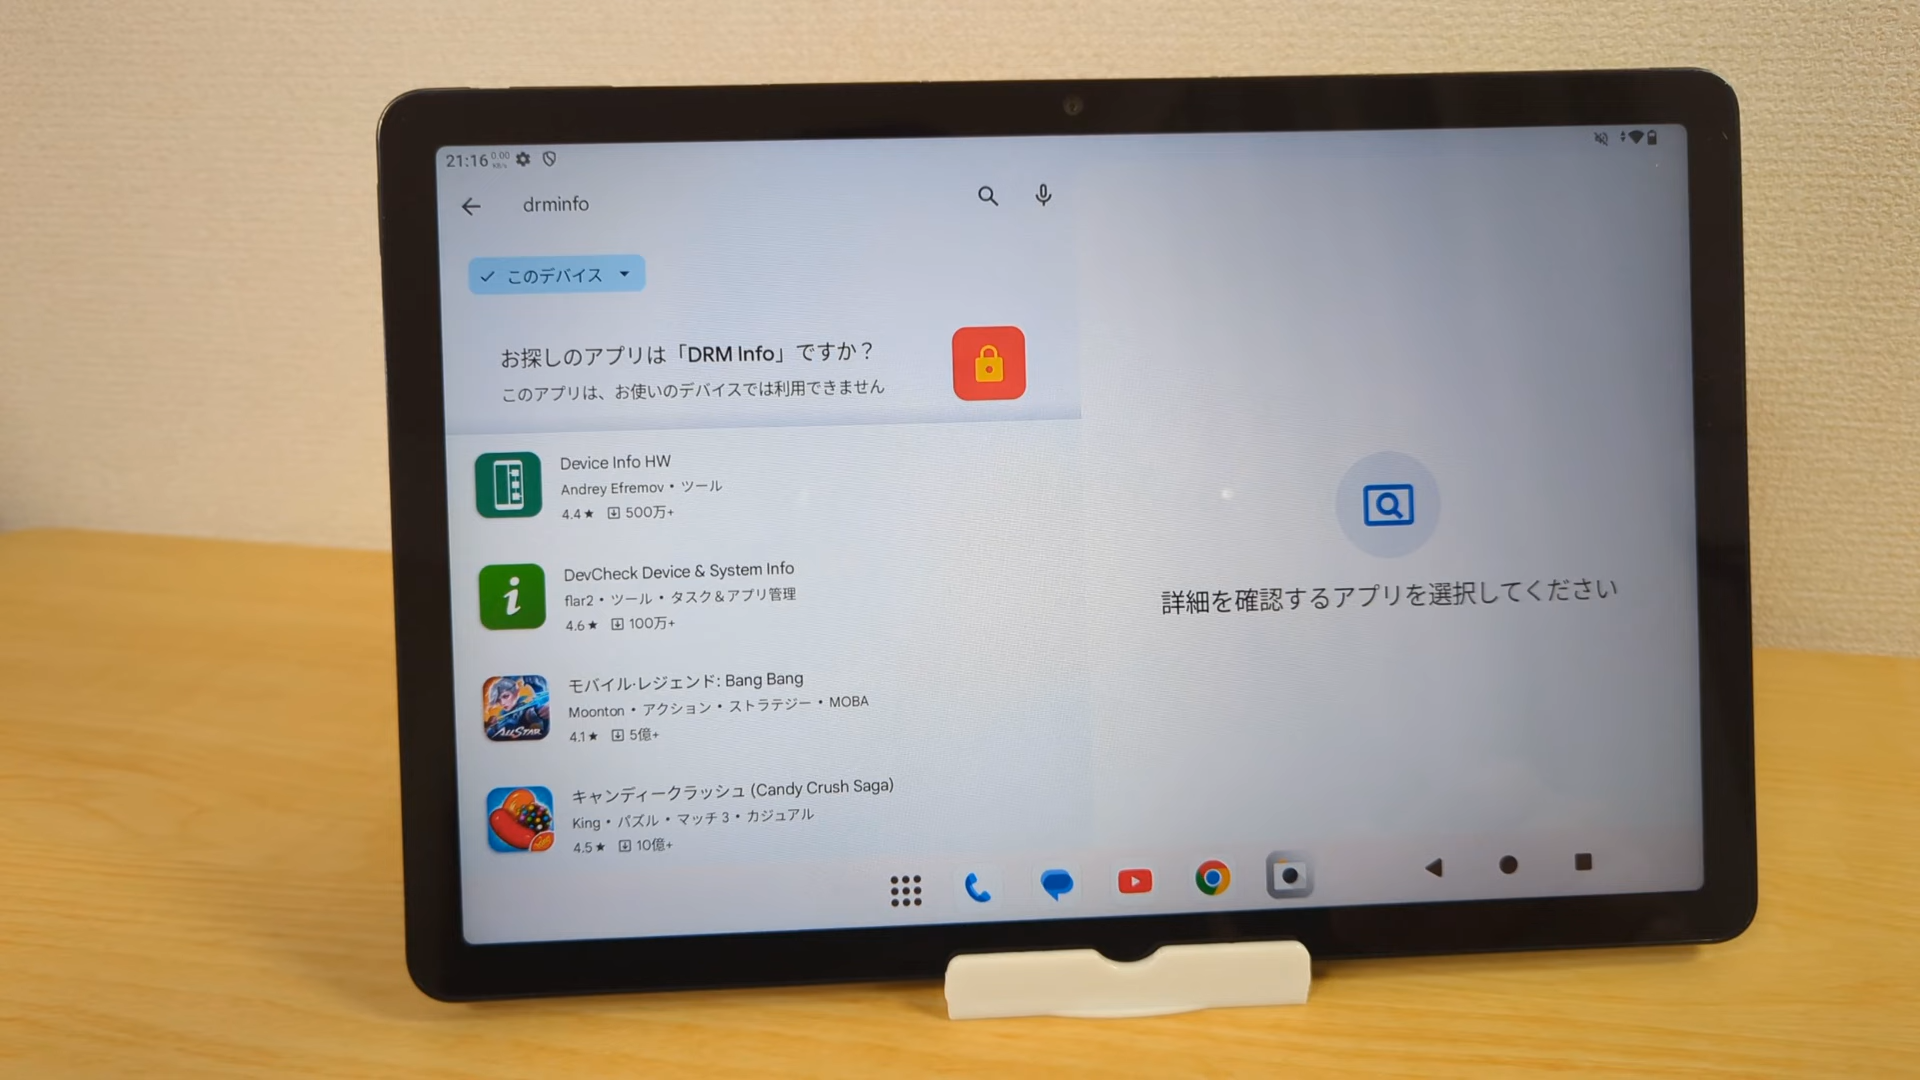 21:16 0.00
drminfo
このデバイス
お探しのアプリは「DRM Info」ですか？
このアプリは、お使いのデバイスでは利用できません
Device Info HW
Andrey Efremov • ツール
4.4★ 500万+
DevCheck Device & System Info
flar2 • ツール • タスク＆アプリ管理
4.6★ 100万+
モバイル·レジェンド: Bang Bang
Moonton • アクション • ストラテジー • MOBA
4.1★ 5億+
ALLSTAR
キャンディークラッシュ (Candy Crush Saga)
King • パズル • マッチ 3 • カジュアル
4.5★ 10億+
詳細を確認するアプリを選択してください